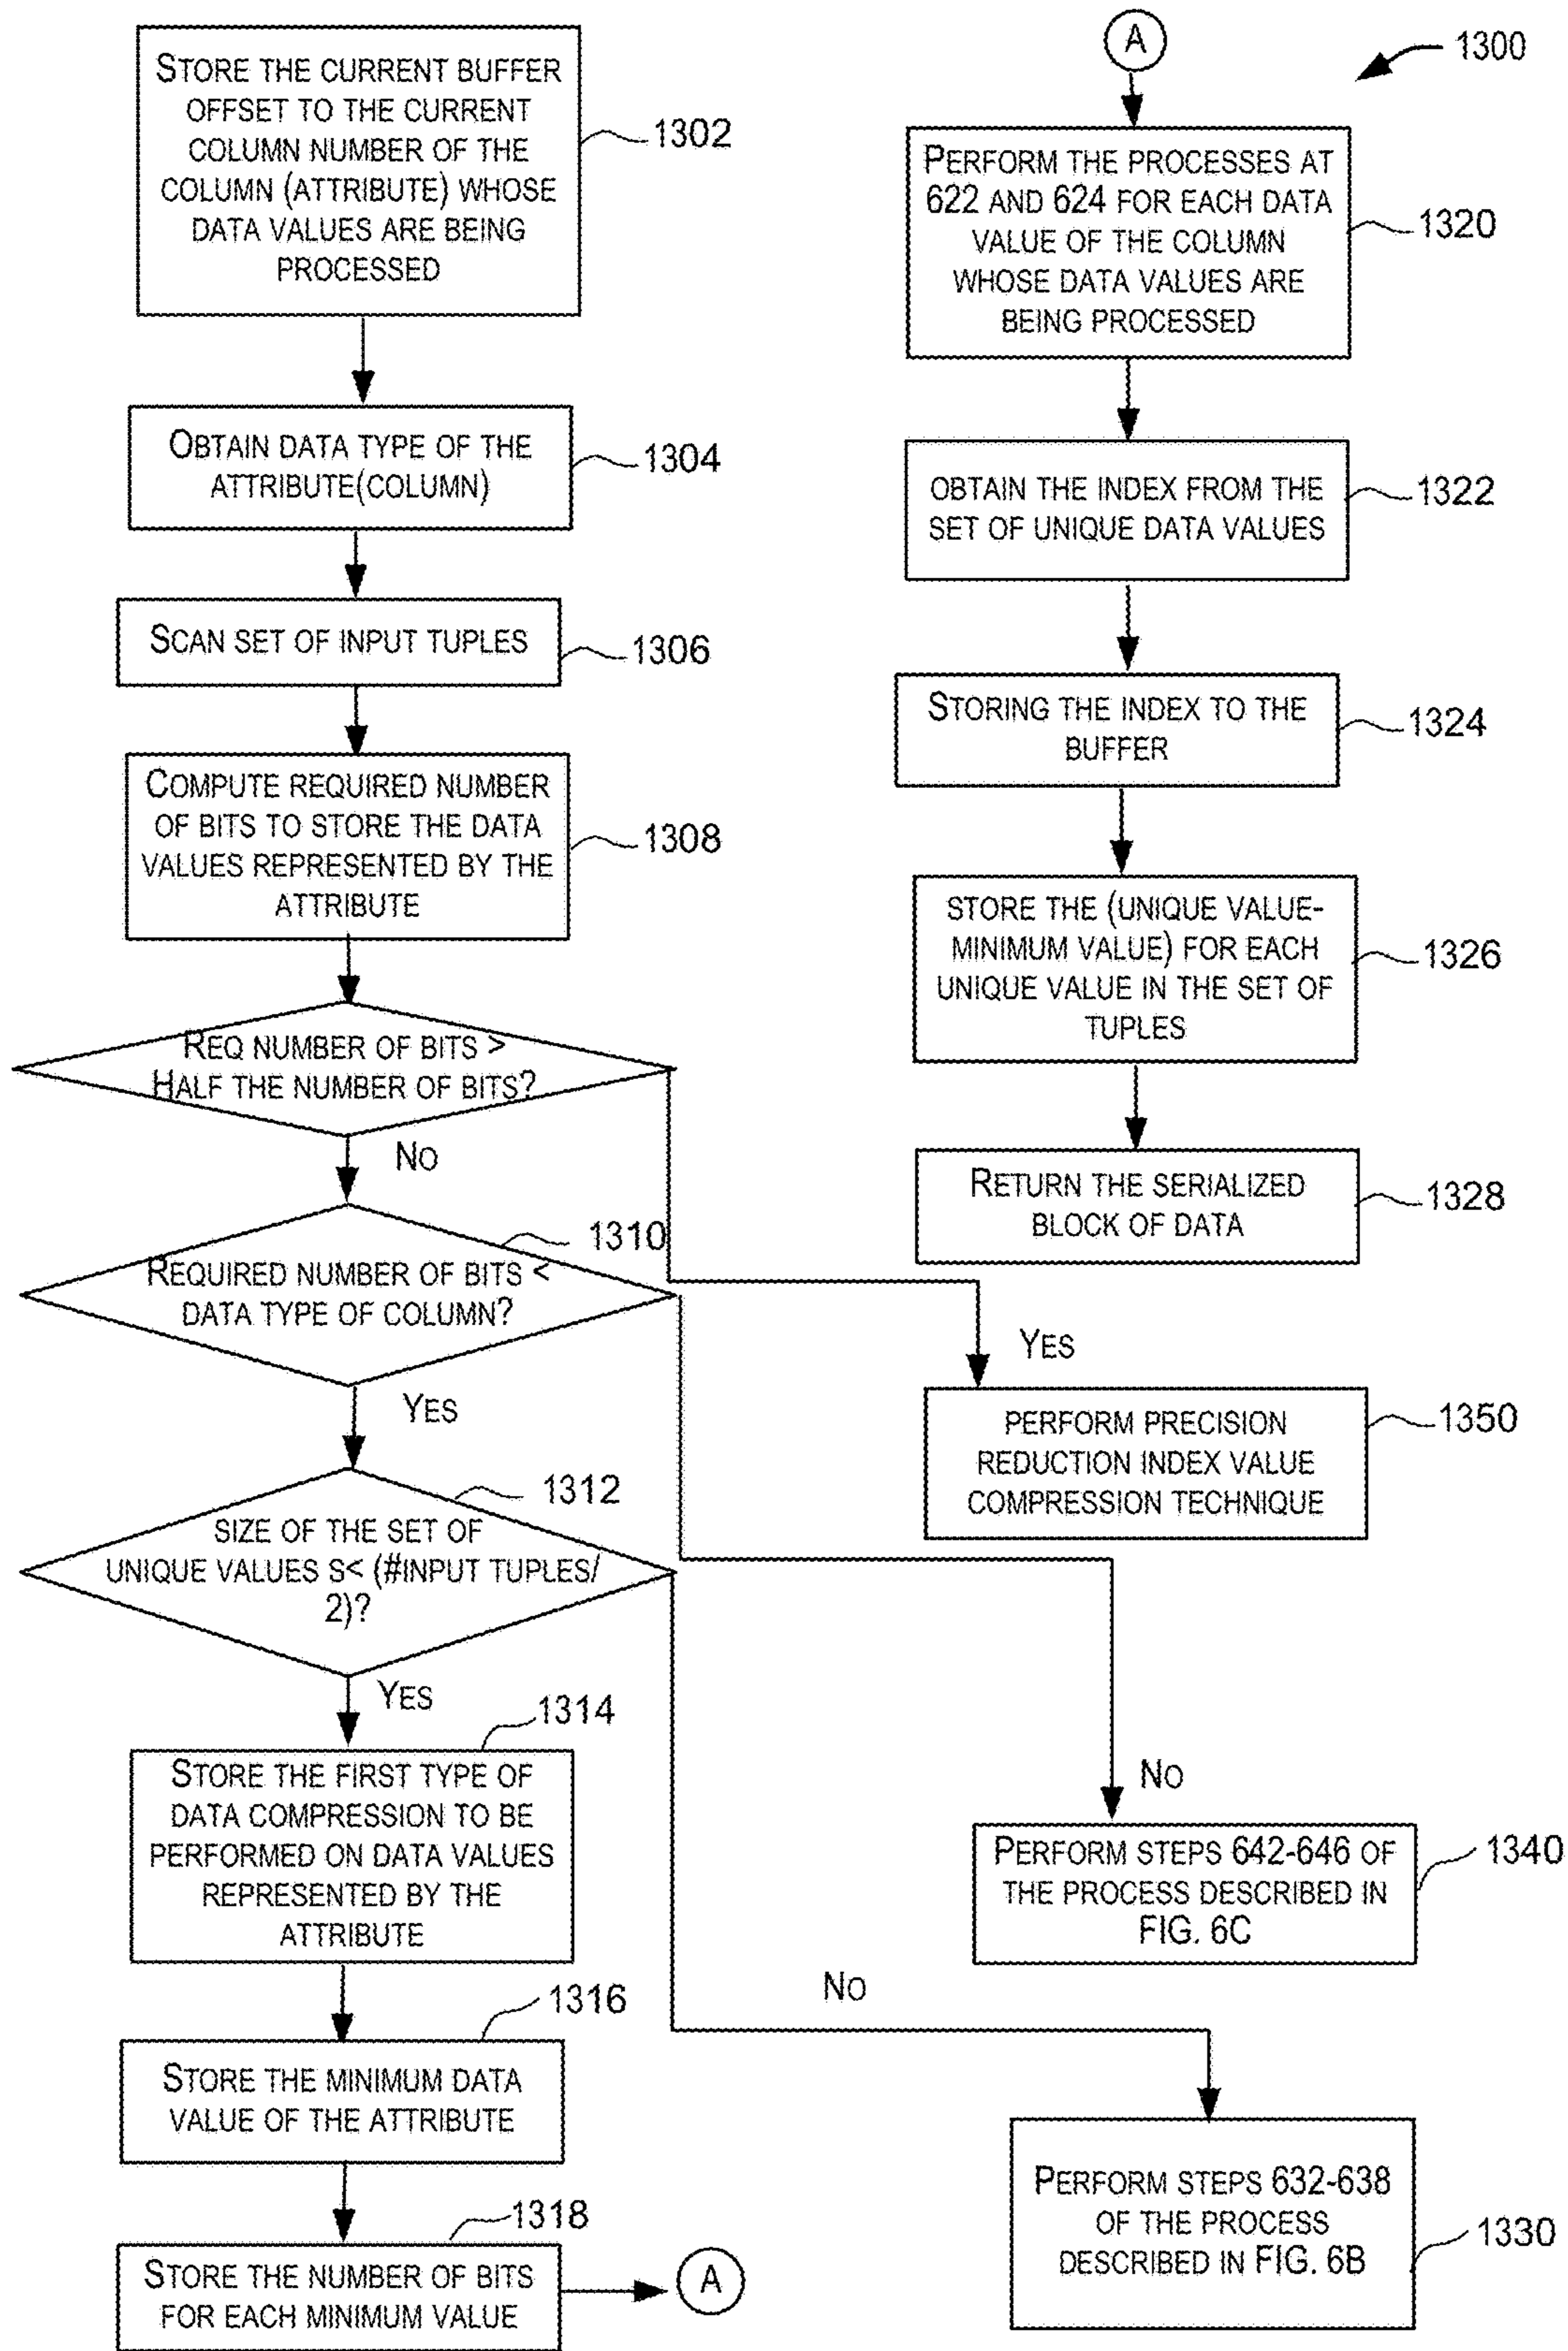 STORE THE CURRENT BUFFER
OFFSET TO THE CURRENT
COLUMN NUMBER OF THE
COLUMN (ATTRIBUTE) WHOSE
DATA VALUES ARE BEING
PROCESSED
1302
OBTAIN DATA TYPE OF THE
ATTRIBUTE(COLUMN)
1304
SCAN SET OF INPUT TUPLES
1306
COMPUTE REQUIRED NUMBER
OF BITS TO STORE THE DATA
VALUES REPRESENTED BY THE
ATTRIBUTE
1308
REQ NUMBER OF BITS >
HALF THE NUMBER OF BITS?
NO
1310
REQUIRED NUMBER OF BITS <
DATA TYPE OF COLUMN?
YES
1312
SIZE OF THE SET OF
UNIQUE VALUES S< (#INPUT TUPLES/
2)?
YES
1314
STORE THE FIRST TYPE OF
DATA COMPRESSION TO BE
PERFORMED ON DATA VALUES
REPRESENTED BY THE
ATTRIBUTE
1316
STORE THE MINIMUM DATA
VALUE OF THE ATTRIBUTE
1318
STORE THE NUMBER OF BITS
FOR EACH MINIMUM VALUE
A
A
1300
PERFORM THE PROCESSES AT
622 AND 624 FOR EACH DATA
VALUE OF THE COLUMN
WHOSE DATA VALUES ARE
BEING PROCESSED
1320
OBTAIN THE INDEX FROM THE
SET OF UNIQUE DATA VALUES
1322
STORING THE INDEX TO THE
BUFFER
1324
STORE THE (UNIQUE VALUE-
MINIMUM VALUE) FOR EACH
UNIQUE VALUE IN THE SET OF
TUPLES
1326
RETURN THE SERIALIZED
BLOCK OF DATA
1328
YES
PERFORM PRECISION
REDUCTION INDEX VALUE
COMPRESSION TECHNIQUE
1350
NO
PERFORM STEPS 642-646 OF
THE PROCESS DESCRIBED IN
FIG. 6C
1340
NO
PERFORM STEPS 632-638
OF THE PROCESS
DESCRIBED IN FIG. 6B
1330